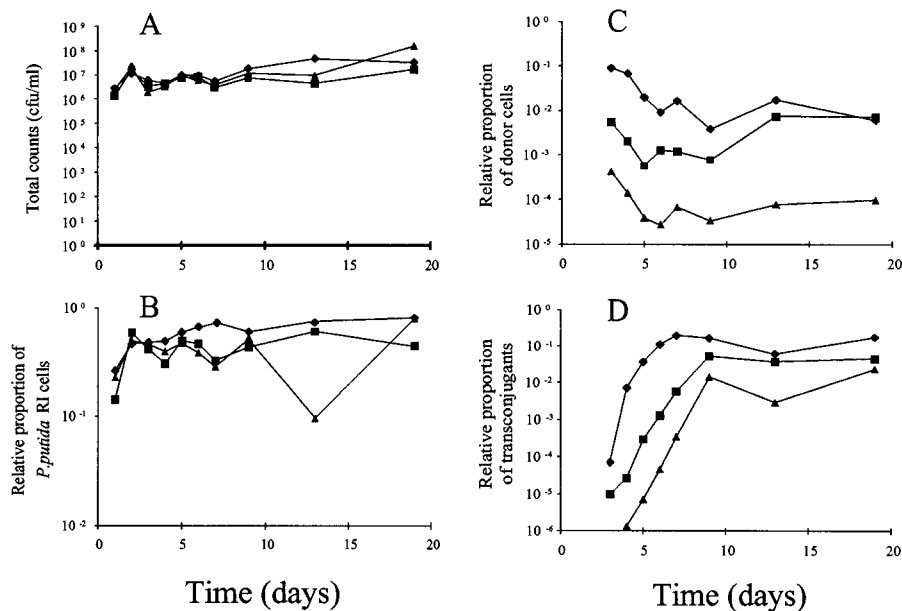 A
Total counts (cfu/ml)
10⁹
10⁸
10⁷
10⁶
10⁵
10⁴
10³
10²
10¹
10⁰
0 5 10 15 20
B
Relative proportion of
P.putida RI cells
10⁰
10⁻¹
10⁻²
0 5 10 15 20
Time (days)
C
Relative proportion
of donor cells
10⁰
10⁻¹
10⁻²
10⁻³
10⁻⁴
10⁻⁵
0 5 10 15 20
D
Relative proportion
of transconjugants
10⁰
10⁻¹
10⁻²
10⁻³
10⁻⁴
10⁻⁵
10⁻⁶
0 5 10 15 20
Time (days)